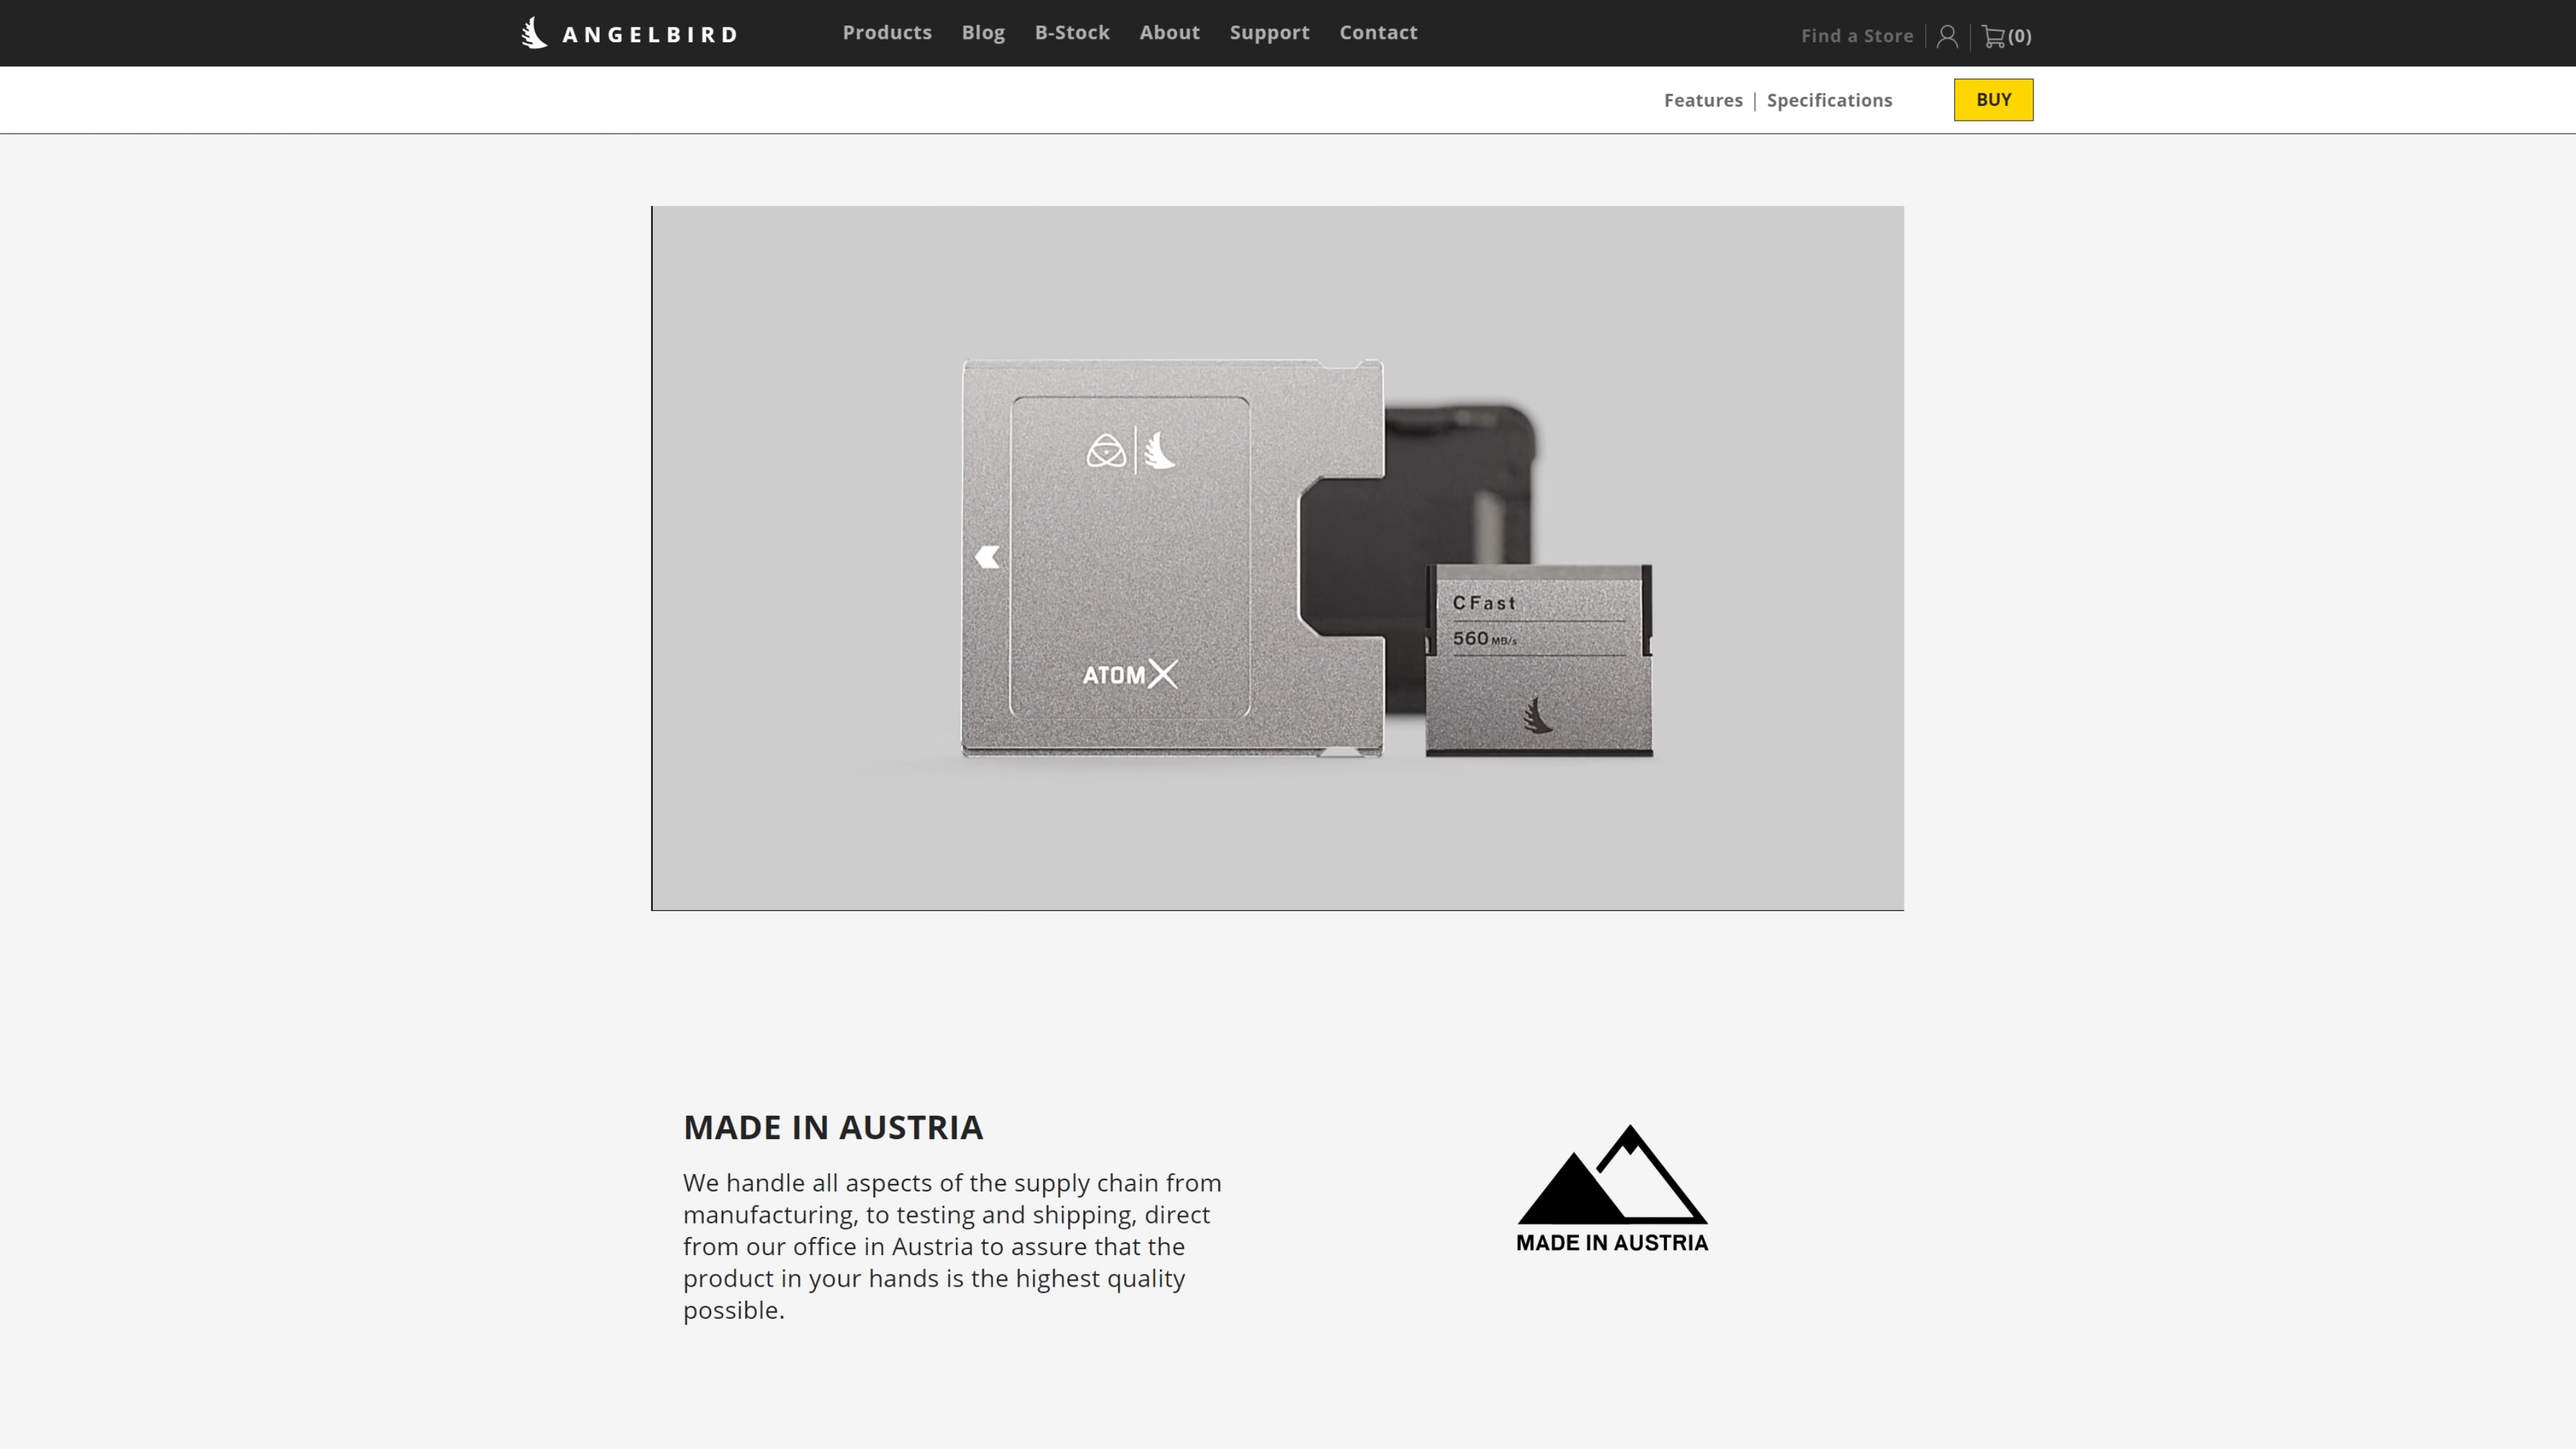 ANGELBIRD
Products Blog B-Stock About Support Contact
Find a Store (0)
Features | Specifications
BUY
ATOMX
CFast
560 MB/s
MADE IN AUSTRIA
We handle all aspects of the supply chain from
manufacturing, to testing and shipping, direct
from our office in Austria to assure that the
product in your hands is the highest quality
possible.
MADE IN AUSTRIA